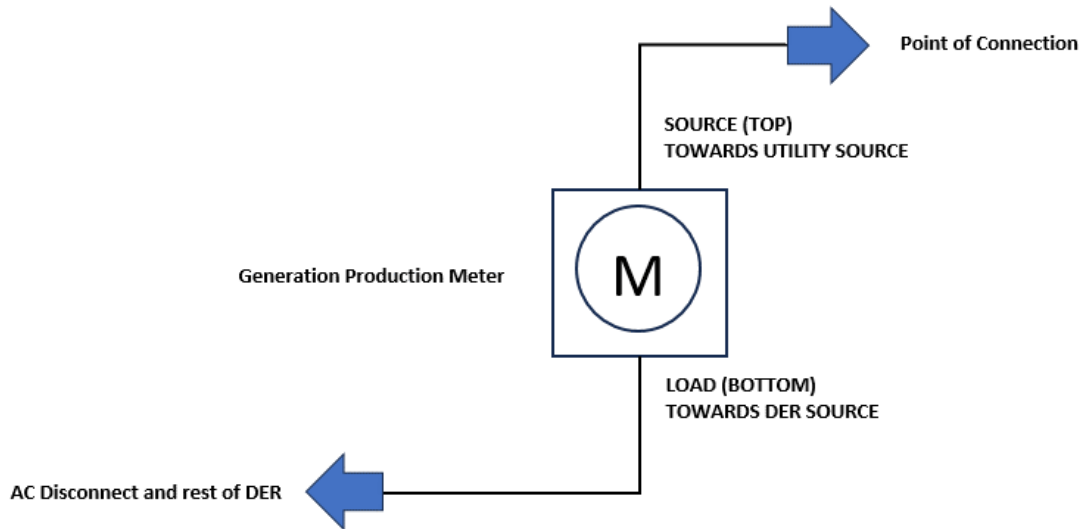 Point of Connection
SOURCE (TOP)
TOWARDS UTILITY SOURCE
Generation Production Meter
M
LOAD (BOTTOM)
TOWARDS DER SOURCE
AC Disconnect and rest of DER